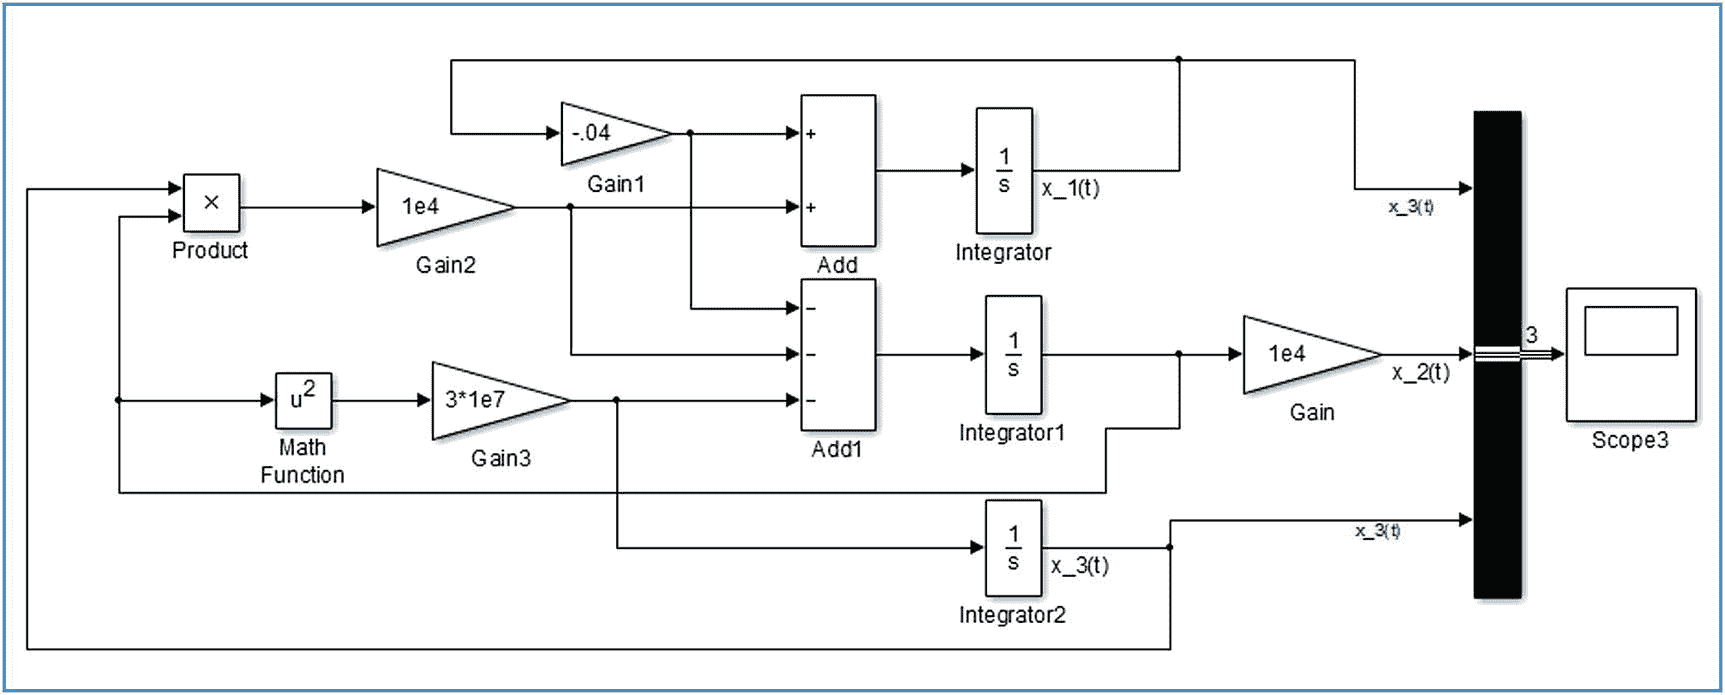 -.04
+
Gain1
×
Product
1e4
Gain2
+
Add
1
s
x_1(t)
Integrator
x_3(t)
−
−
−
Add1
1
s
Integrator1
1e4
Gain
x_2(t)
3
Scope3
u2
Math
Function
3*1e7
Gain3
1
s
x_3(t)
Integrator2
x_3(t)